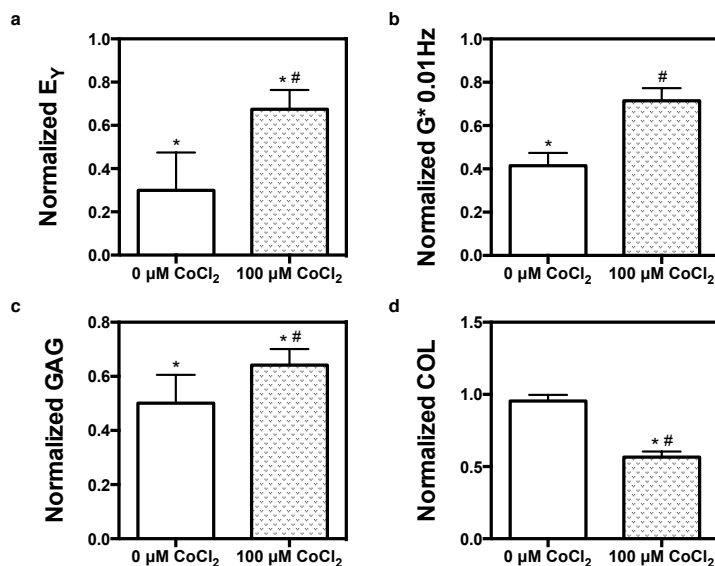 a
Normalized E_Y
1.0
0.8
0.6
0.4
0.2
0.0
*
* #
0 µM CoCl₂ 100 µM CoCl₂
b
Normalized G* 0.01Hz
1.0
0.8
0.6
0.4
0.2
0.0
*
#
0 µM CoCl₂ 100 µM CoCl₂
c
Normalized GAG
0.8
0.6
0.4
0.2
0.0
*
* #
0 µM CoCl₂ 100 µM CoCl₂
d
Normalized COL
1.5
1.0
0.5
0.0
* #
0 µM CoCl₂ 100 µM CoCl₂